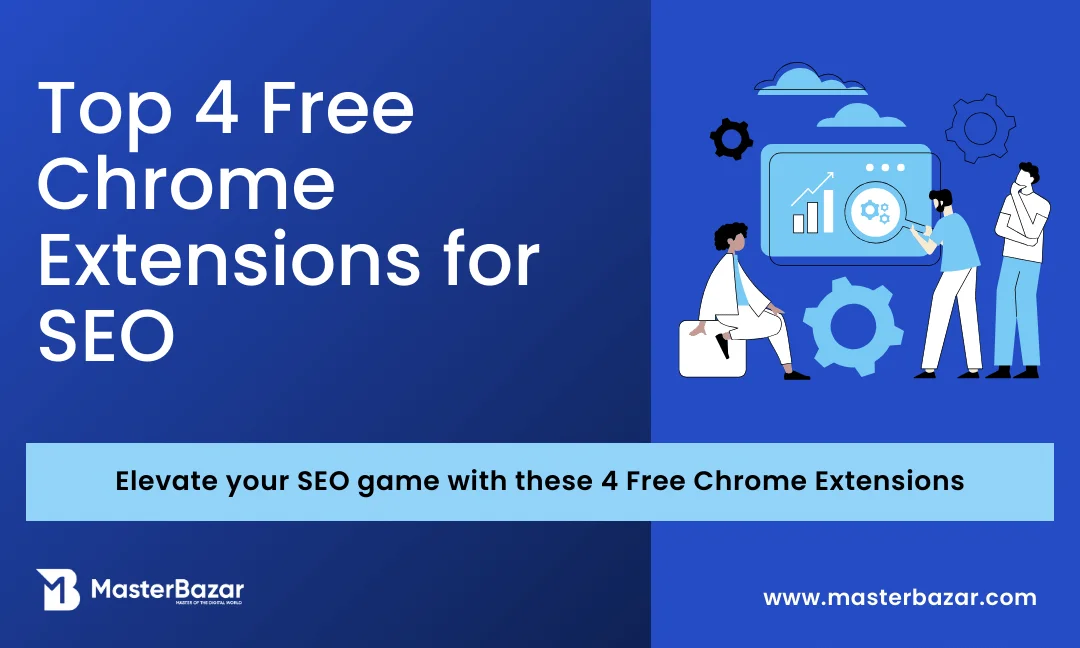 Top 4 Free
Chrome
Extensions for
SEO
Elevate your SEO game with these 4 Free Chrome Extensions
MasterBazar
MASTER OF THE DIGITAL WORLD
www.masterbazar.com